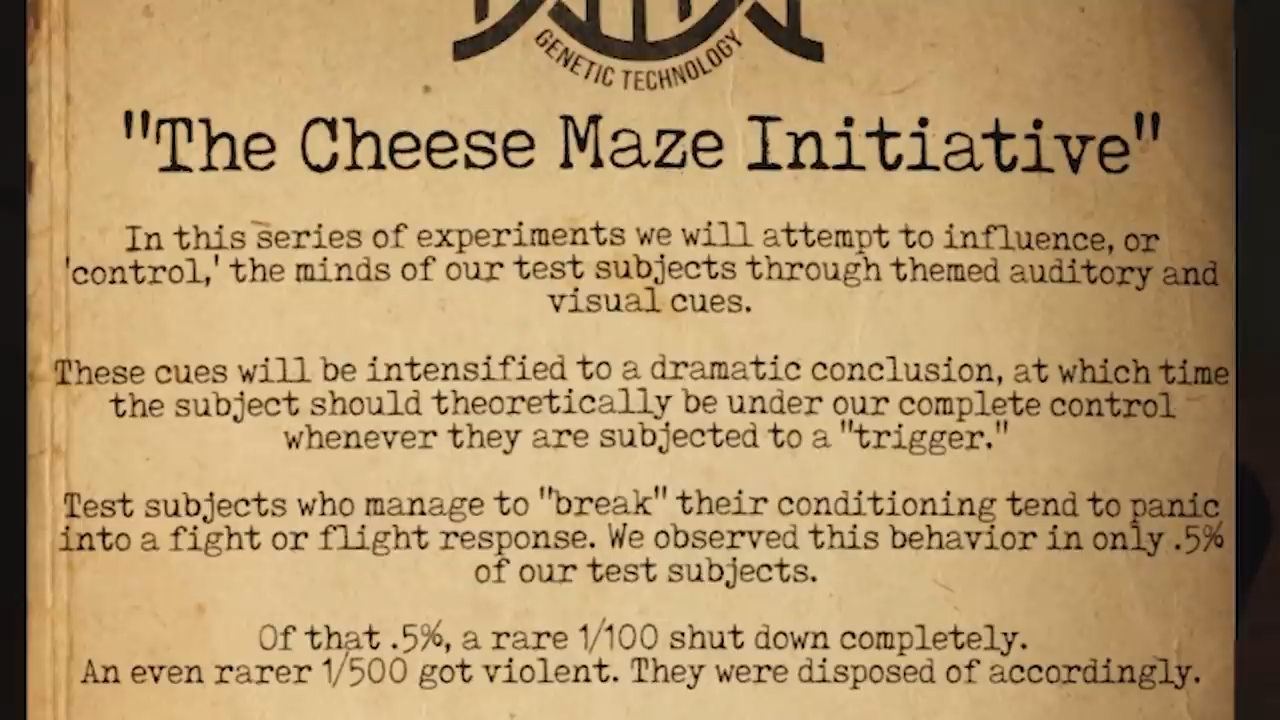 GENETIC TECHNOLOGY
"The Cheese Maze Initiative"
In this series of experiments we will attempt to influence, or
'control,' the minds of our test subjects through themed auditory and
visual cues.
These cues will be intensified to a dramatic conclusion, at which time
the subject should theoretically be under our complete control
whenever they are subjected to a "trigger."
Test subjects who manage to "break" their conditioning tend to panic
into a fight or flight response. We observed this behavior in only .5%
of our test subjects.
Of that .5%, a rare 1/100 shut down completely.
An even rarer 1/500 got violent. They were disposed of accordingly.